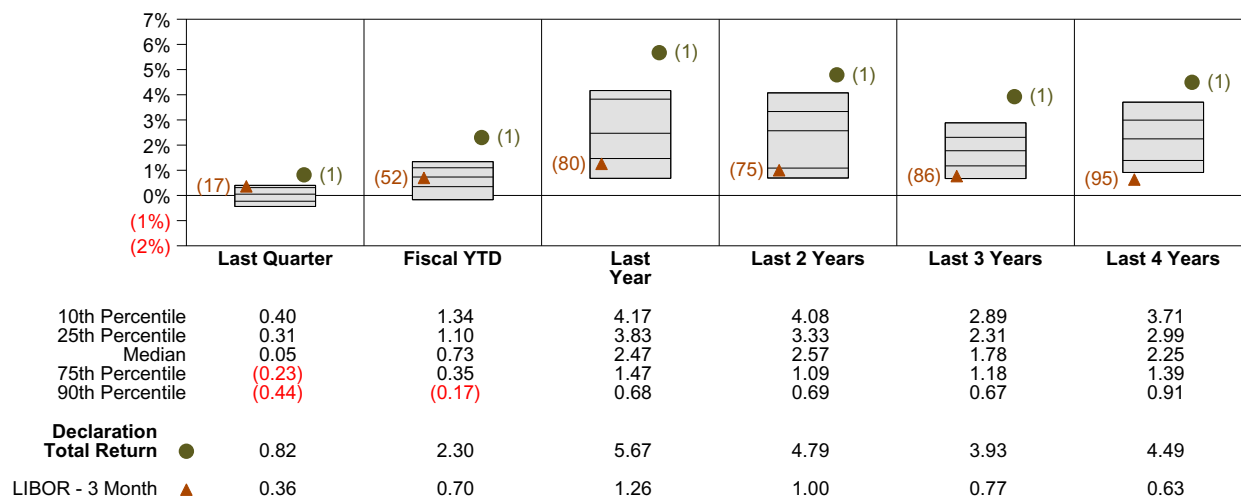 7%
6%
5%
4%
3%
2%
1%
0%
(1%)
(2%)
(17) (1)
(52) (1)
(80) (1)
(75) (1)
(86) (1)
(95) (1)
Last Quarter Fiscal YTD Last Year Last 2 Years Last 3 Years Last 4 Years
10th Percentile 0.40 1.34 4.17 4.08 2.89 3.71
25th Percentile 0.31 1.10 3.83 3.33 2.31 2.99
Median 0.05 0.73 2.47 2.57 1.78 2.25
75th Percentile (0.23) 0.35 1.47 1.09 1.18 1.39
90th Percentile (0.44) (0.17) 0.68 0.69 0.67 0.91
Declaration
Total Return 0.82 2.30 5.67 4.79 3.93 4.49
LIBOR - 3 Month 0.36 0.70 1.26 1.00 0.77 0.63